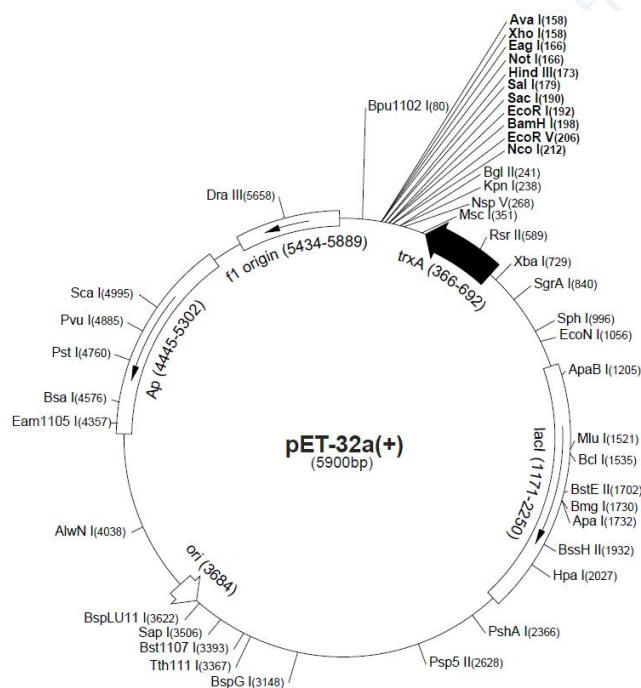 Ava I(158)
Xho I(158)
Eag I(166)
Not I(166)
Hind III(173)
Sal I(179)
Sac I(190)
EcoR I(192)
BamH I(198)
EcoR V(206)
Nco I(212)
Bpu1102 I(80)
Bgl II(241)
Kpn I(238)
Nsp V(268)
Msc I(351)
Rsr II(589)
Xba I(729)
SgrA I(840)
Sph I(996)
EcoN I(1056)
ApaB I(1205)
Mlu I(1521)
Bcl I(1535)
BstE II(1702)
Bmg I(1730)
Apa I(1732)
BssH II(1932)
Hpa I(2027)
PshA I(2366)
Psp5 II(2628)
BspG I(3148)
Tth111 I(3367)
Bst1107 I(3393)
Sap I(3506)
BspLU11 I(3622)
AlwN I(4038)
Eam1105 I(4357)
Bsa I(4576)
Pst I(4760)
Pvu I(4885)
Sca I(4995)
Dra III(5658)
f1 origin (5434-5889)
trxA (366-692)
lacI (1171-2250)
ori (3684)
Ap (4445-5302)
pET-32a(+)
(5900bp)